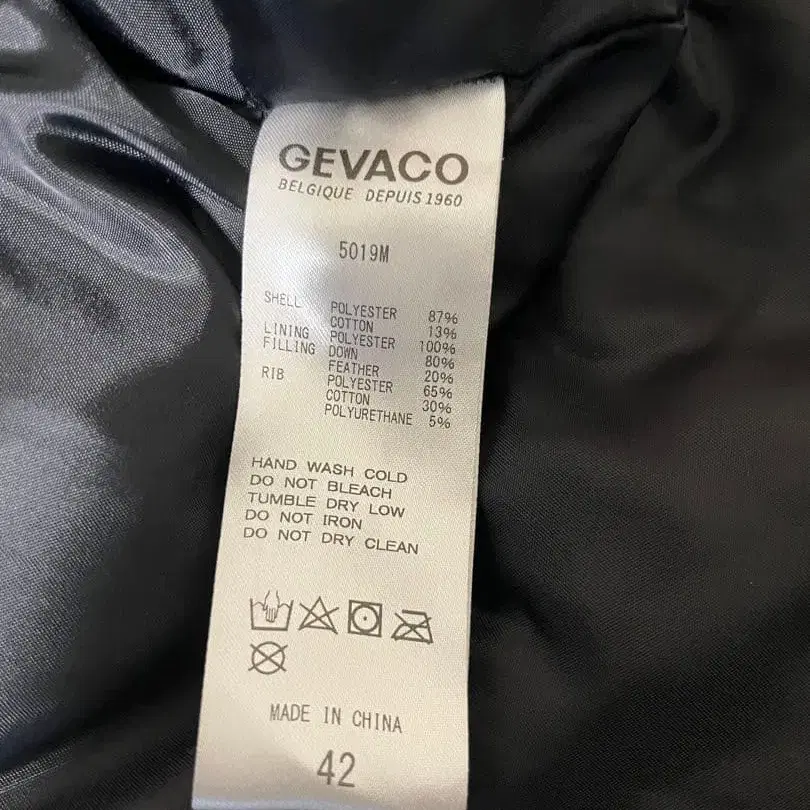 GEVACO
BELGIQUE DEPUIS 1960
5019M
SHELL POLYESTER 87%
COTTON 13%
LINING POLYESTER 100%
FILLING DOWN 80%
FEATHER 20%
RIB POLYESTER 65%
COTTON 30%
POLYURETHANE 5%
HAND WASH COLD
DO NOT BLEACH
TUMBLE DRY LOW
DO NOT IRON
DO NOT DRY CLEAN
MADE IN CHINA
42